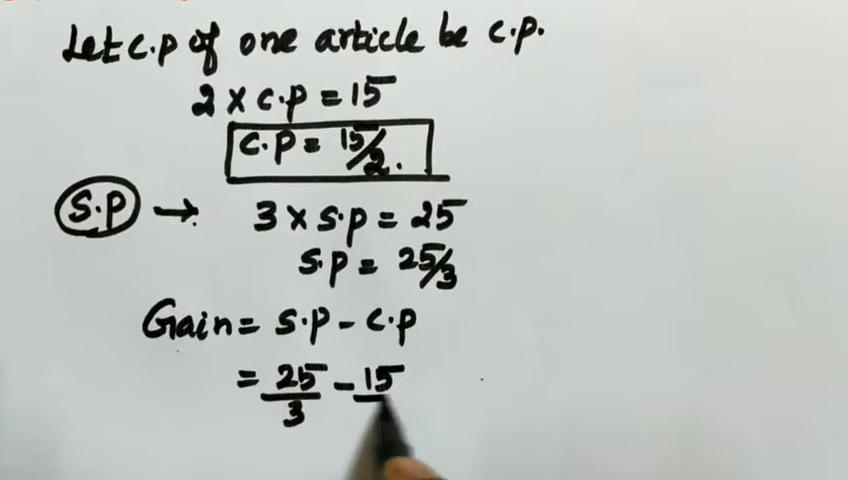 Let C.P of one article be C.P.
2 × C.P = 15
C.P = 15/2.
S.P → 3 × S.P = 25
S.P = 25/3
Gain = S.P - C.P
= 25/3 - 15